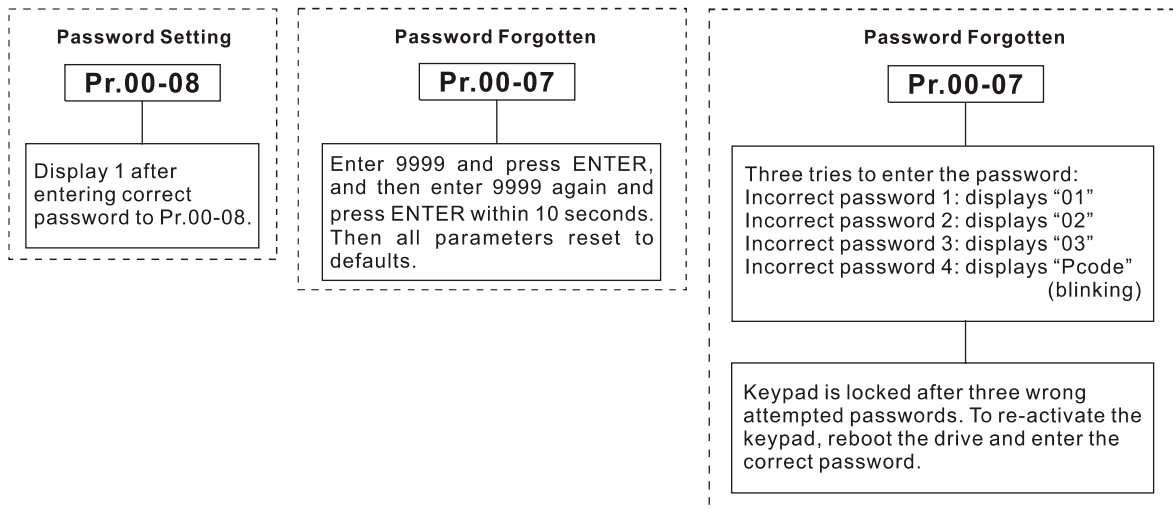 Password Setting
Pr.00-08
Display 1 after
entering correct
password to Pr.00-08.
Password Forgotten
Pr.00-07
Enter 9999 and press ENTER,
and then enter 9999 again and
press ENTER within 10 seconds.
Then all parameters reset to
defaults.
Password Forgotten
Pr.00-07
Three tries to enter the password:
Incorrect password 1: displays “01”
Incorrect password 2: displays “02”
Incorrect password 3: displays “03”
Incorrect password 4: displays “Pcode”
(blinking)
Keypad is locked after three wrong
attempted passwords. To re-activate the
keypad, reboot the drive and enter the
correct password.